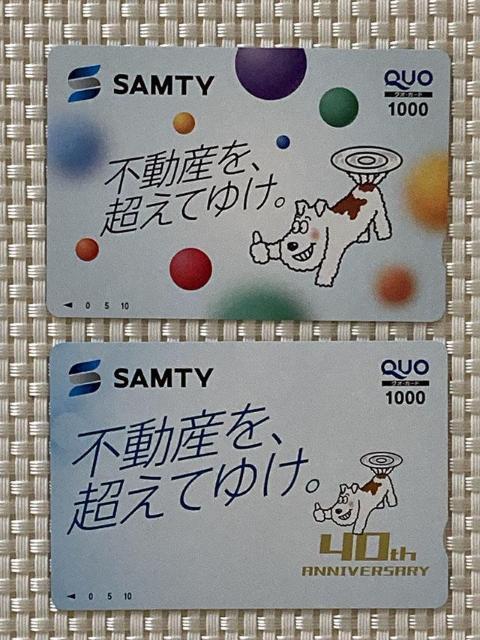 SAMTY
QUO
クオ・カード
1000
不動産を、
超えてゆけ。
◀ 0 5 10
SAMTY
QUO
クオ・カード
1000
不動産を、
超えてゆけ。
40th
ANNIVERSARY
◀ 0 5 10